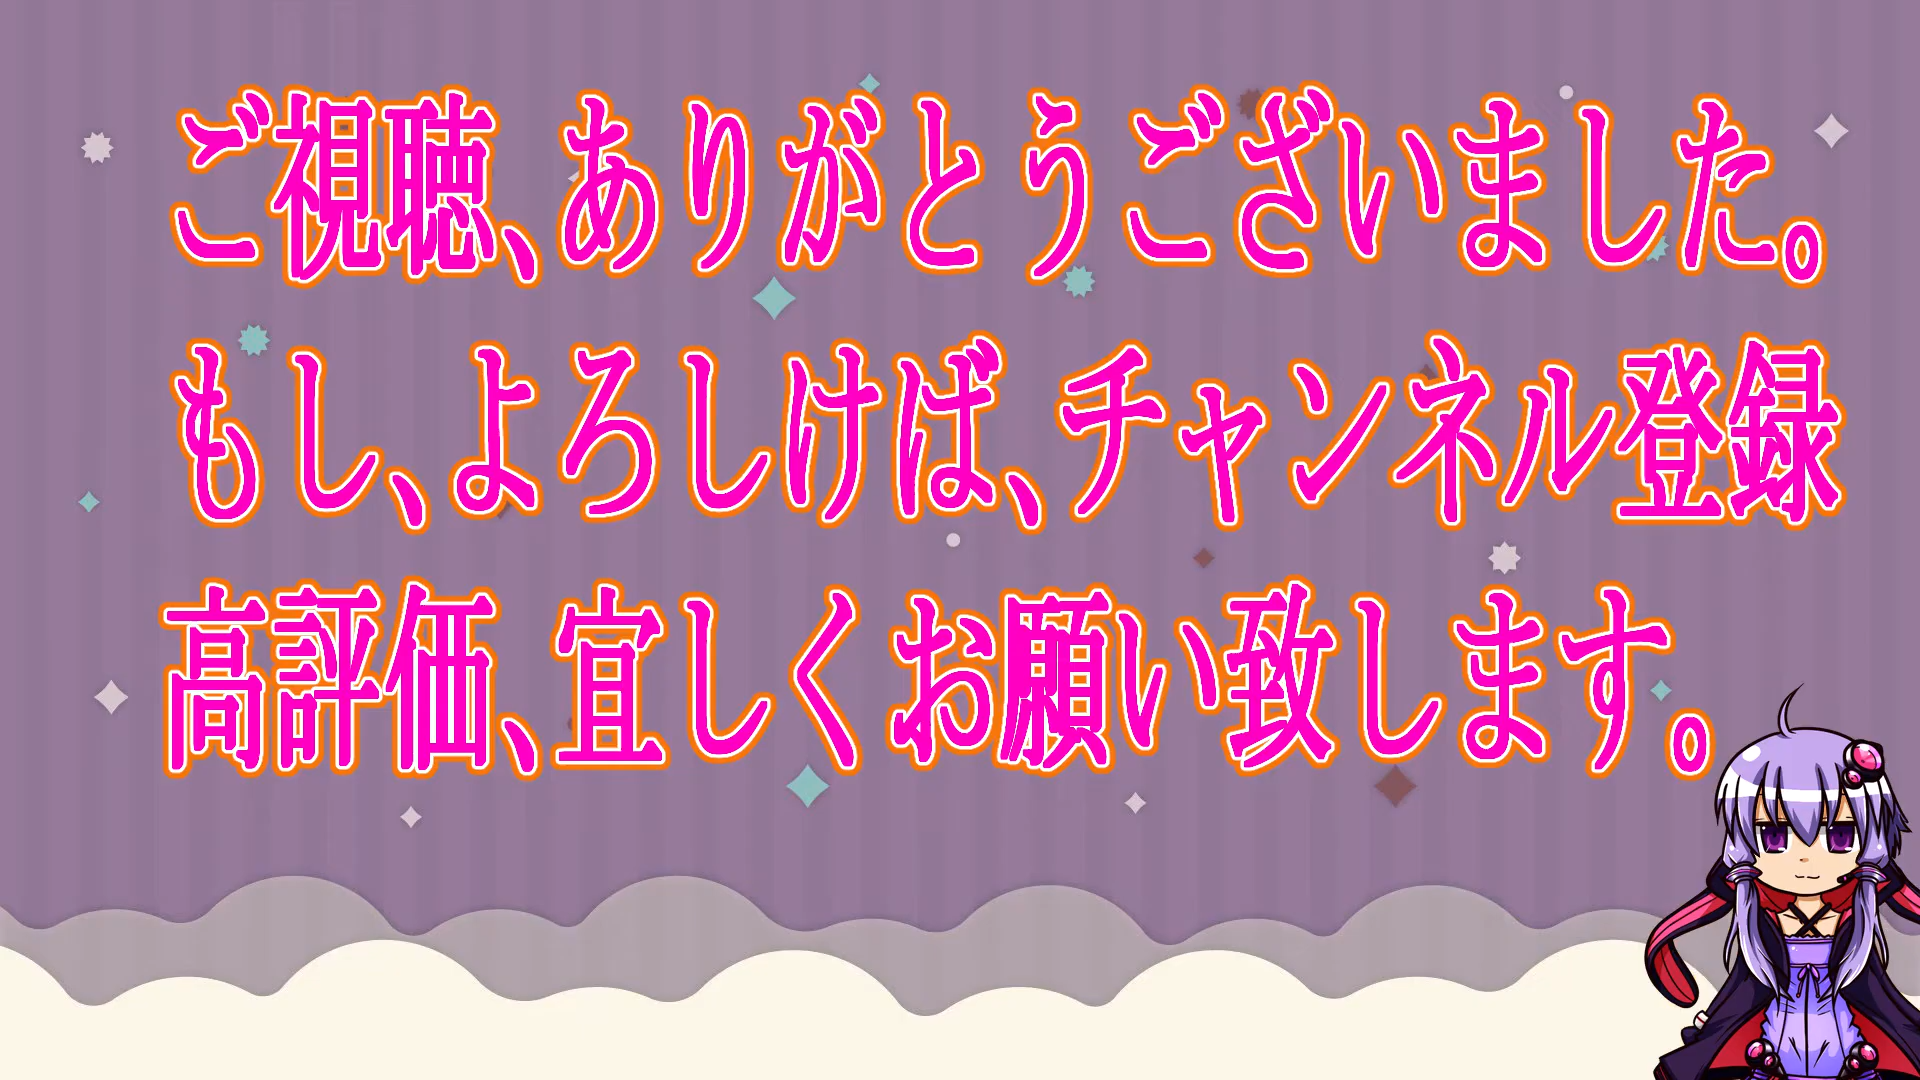 ご視聴、ありがとうございました。
もし、よろしければ、チャンネル登録
高評価、宜しくお願い致します。